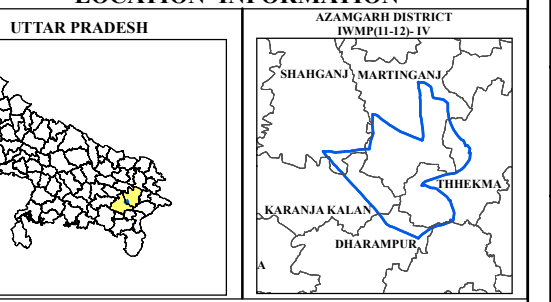 LOCATION INFORMATION
UTTAR PRADESH
AZAMGARH DISTRICT
IWMP(11-12)- IV
SHAHGANJ
MARTINGANJ
THHEKMA
KARANJA KALAN
DHARAMPUR
A